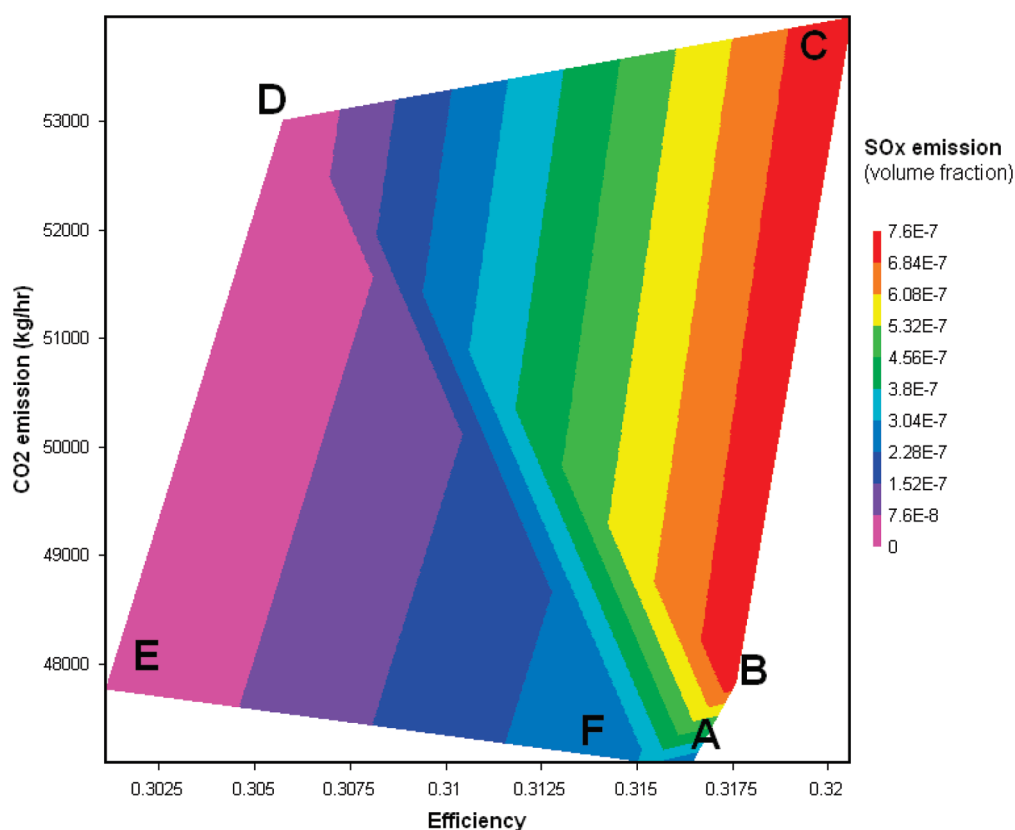 C
D
53000
52000
51000
50000
49000
48000
CO2 emission (kg/hr)
E
F
A
B
0.3025
0.305
0.3075
0.31
0.3125
0.315
0.3175
0.32
Efficiency
SOx emission
(volume fraction)
7.6E-7
6.84E-7
6.08E-7
5.32E-7
4.56E-7
3.8E-7
3.04E-7
2.28E-7
1.52E-7
7.6E-8
0